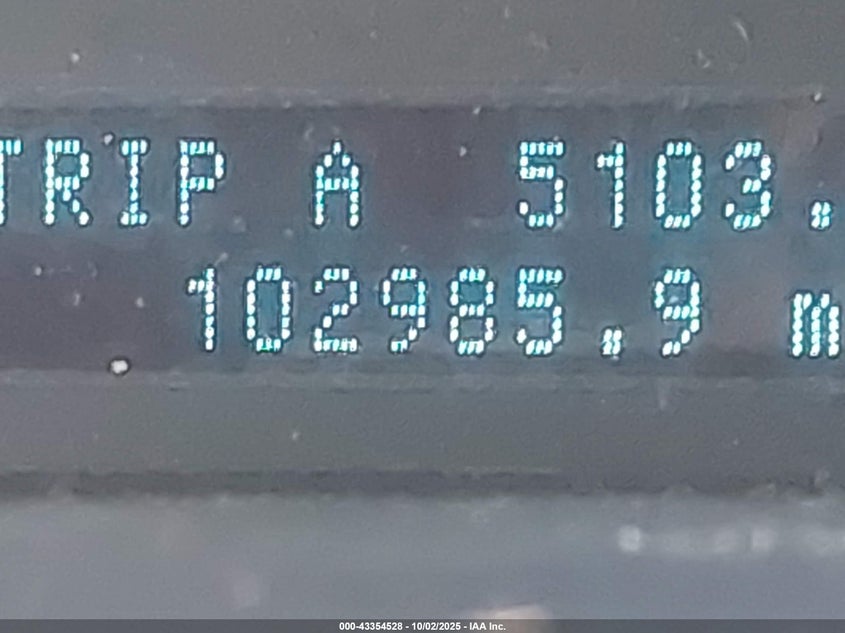 TRIP A 5103.
102985.9 m
000-43354528 - 10/02/2025 - IAA Inc.